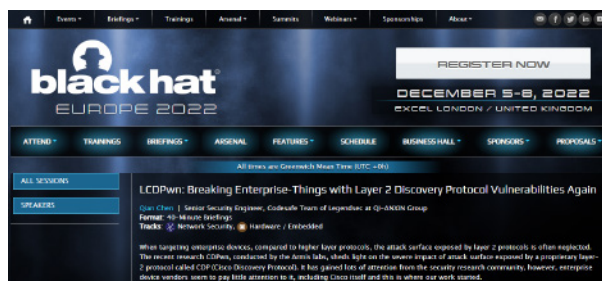 Events Briefings Trainings Arsenal Summits Webinars Sponsorships About
black hat
EUROPE 2022
REGISTER NOW
DECEMBER 5-8, 2022
EXCEL LONDON / UNITED KINGDOM
ATTEND TRAININGS BRIEFINGS ARSENAL FEATURES SCHEDULE BUSINESS HALL SPONSORS PROPOSALS
All times are Greenwich Mean Time (UTC +0h)
ALL SESSIONS
SPEAKERS
LCDPwn: Breaking Enterprise-Things with Layer 2 Discovery Protocol Vulnerabilities Again
Qian Chen | Senior Security Engineer, Codesafe Team of Legendsec at QI-ANXIN Group
Format: 40-Minute Briefings
Tracks: Network Security, Hardware / Embedded
When targeting enterprise devices, compared to higher layer protocols, the attack surface exposed by layer 2 protocols is often neglected.
The recent research CDPwn, conducted by the Armis labs, sheds light on the severe impact of attack surface exposed by a proprietary layer-
2 protocol called CDP (Cisco Discovery Protocol). It has gained lots of attention from the security research community, however, enterprise
device vendors seem to pay little attention to it, including Cisco itself and this is where our work started.